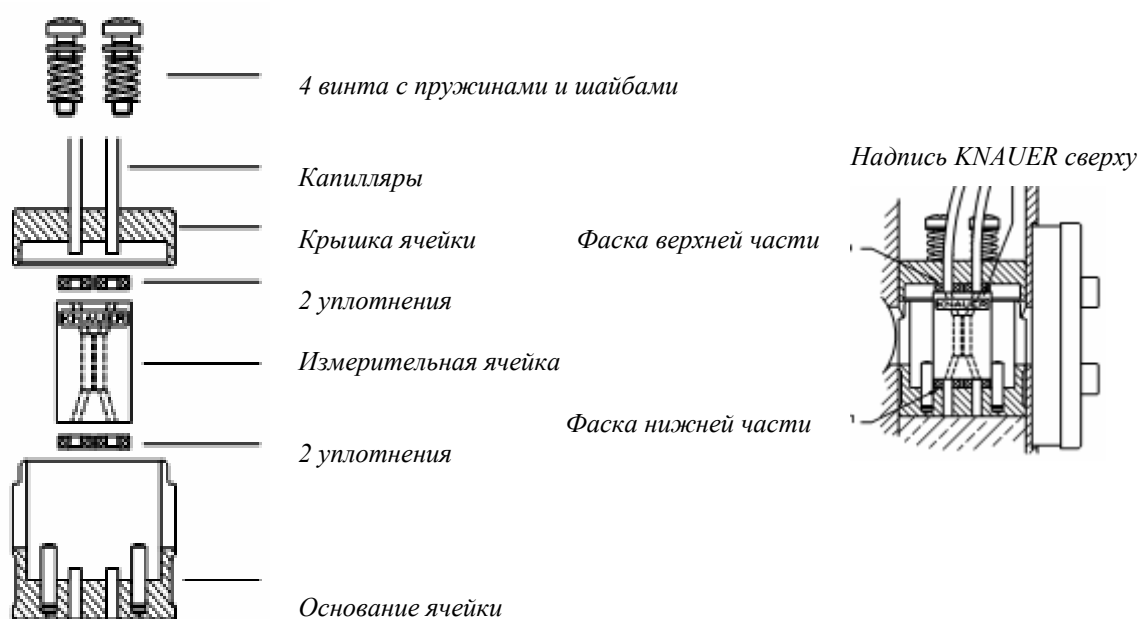 4 винта с пружинами и шайбами
Капилляры
Крышка ячейки
2 уплотнения
KNAUER
Измерительная ячейка
2 уплотнения
Основание ячейки
Надпись KNAUER сверху
Фаска верхней части
KNAUER
Фаска нижней части